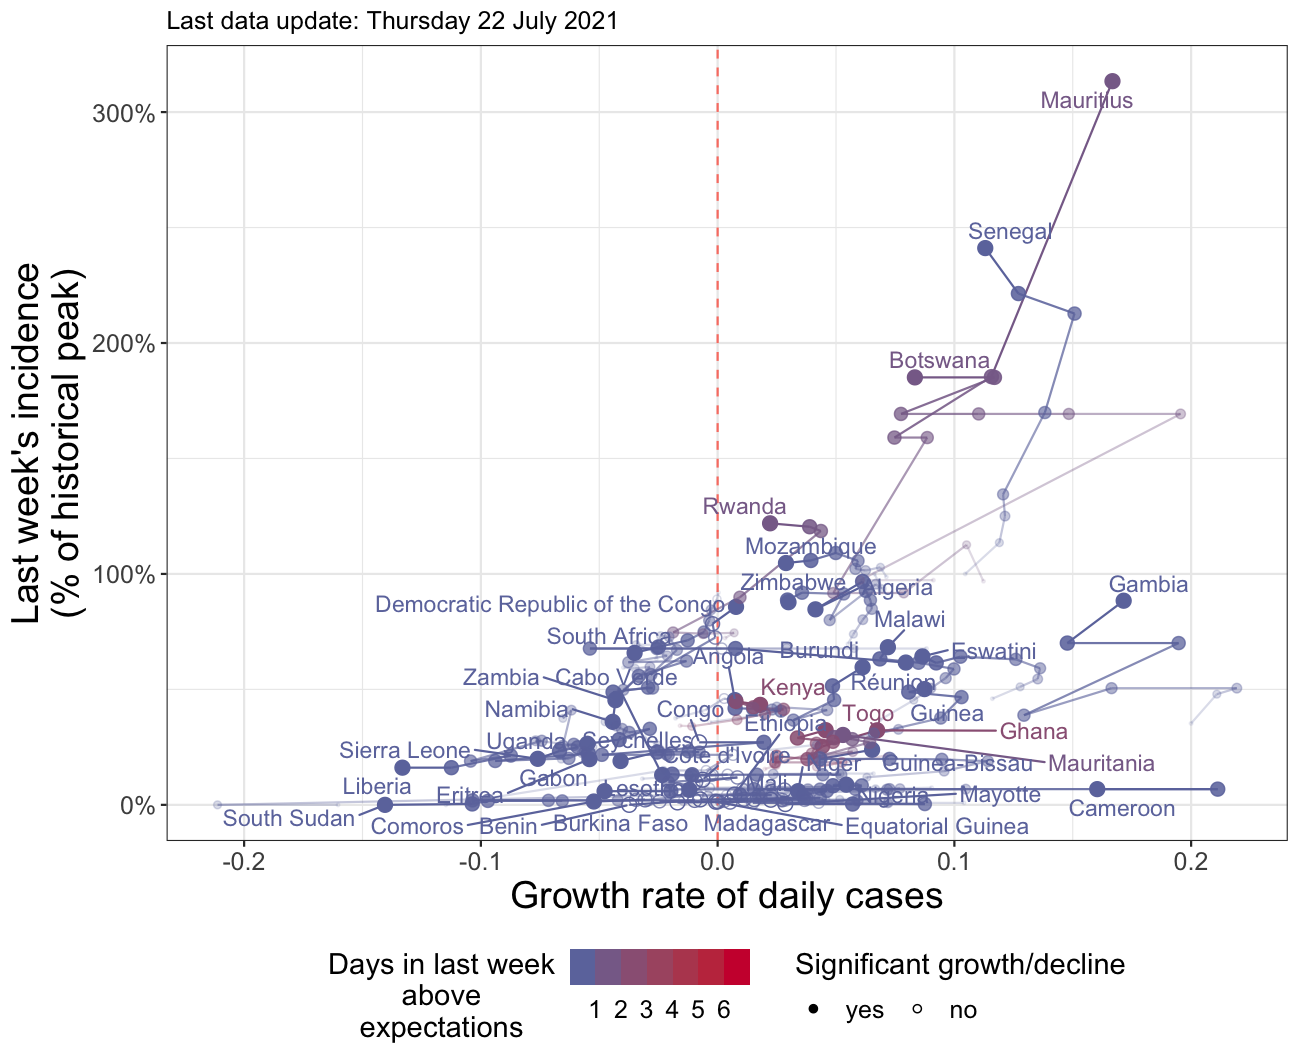 Last data update: Thursday 22 July 2021
Last week's incidence
(% of historical peak)
300%
200%
100%
0%
Mauritius
Senegal
Botswana
Rwanda
Mozambique
Zimbabwe
Algeria
Gambia
Democratic Republic of the Congo
Malawi
South Africa
Angola
Burundi
Eswatini
Zambia
Cabo Verde
Kenya
Réunion
Namibia
Congo
Togo
Guinea
Ethiopia
Ghana
Sierra Leone
Uganda
Seychelles
Côte d'Ivoire
Niger
Guinea-Bissau
Mauritania
Liberia
Gabon
Eritrea
Lesotho
Mali
Nigeria
Mayotte
Cameroon
South Sudan
Comoros
Benin
Burkina Faso
Madagascar
Equatorial Guinea
-0.2
-0.1
0.0
0.1
0.2
Growth rate of daily cases
Days in last week
above
expectations
1 2 3 4 5 6
Significant growth/decline
yes
no